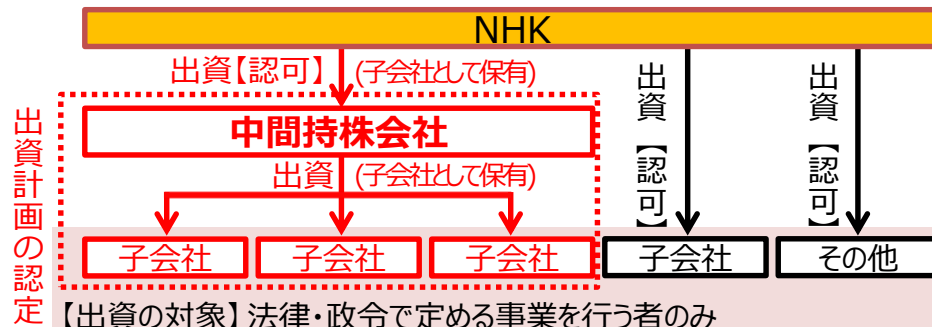 NHK
出資【認可】 (子会社として保有)
出資【認可】
出資【認可】
出資計画の認定
中間持株会社
出資 (子会社として保有)
子会社 子会社 子会社 子会社 その他
【出資の対象】法律・政令で定める事業を行う者のみ